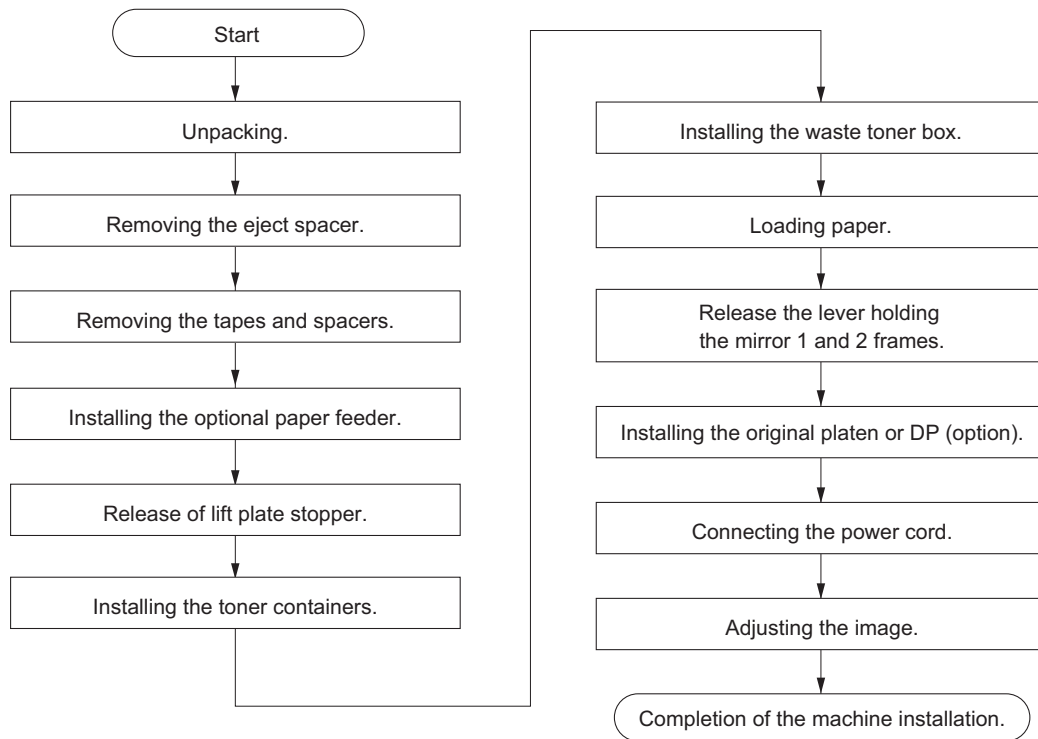 Start
Unpacking.
Removing the eject spacer.
Removing the tapes and spacers.
Installing the optional paper feeder.
Release of lift plate stopper.
Installing the toner containers.
Installing the waste toner box.
Loading paper.
Release the lever holding
the mirror 1 and 2 frames.
Installing the original platen or DP (option).
Connecting the power cord.
Adjusting the image.
Completion of the machine installation.